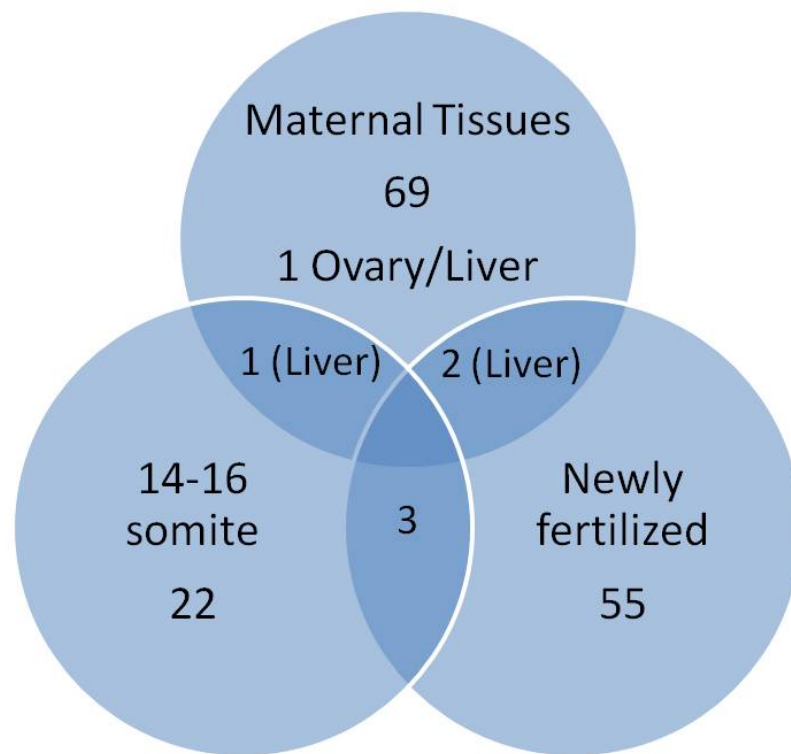 Maternal Tissues
69
1 Ovary/Liver
1 (Liver)
2 (Liver)
14-16
somite
22
3
Newly
fertilized
55